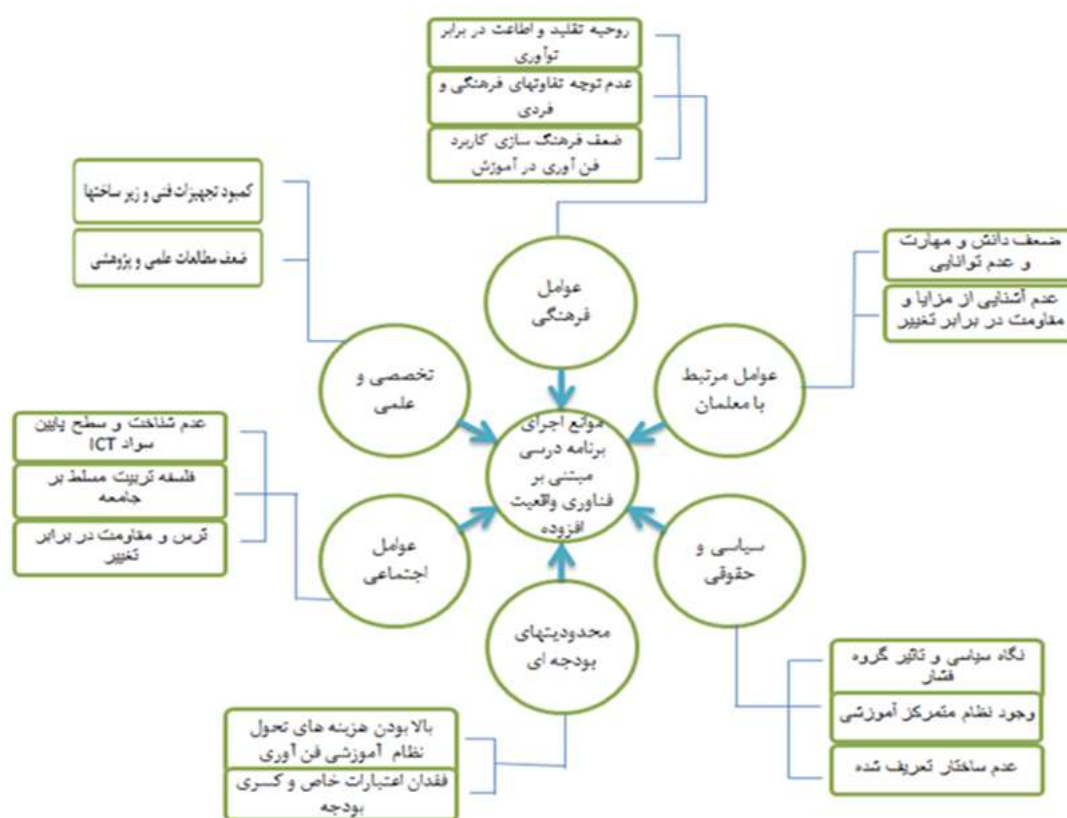 روحیه تقلید و اطاعت در برابر
توآوری
عدم توجه تفاوتهای فرهنگی و
فردی
ضعف فرهنگ سازی کاربرد
فن آوری در آموزش
کمبود تجهیزات فنی و زیر ساختها
ضعف مطالعات علمی و پژوهشی
ضعف دانش و مهارت
و عدم توانایی
عدم آشنایی از مزایا و
مقاومت در برابر تغییر
عوامل
فرهنگی
تخصصی و
علمی
عوامل مرتبط
با معلمان
موانع اجرای
برنامه درسی
مبتنی بر
فناوری واقعیت
افزوده
عدم شناخت و سطح پایین
سواد ICT
فلسفه تربیت مسلط بر
جامعه
ترس و مقاومت در برابر
تغییر
عوامل
اجتماعی
سیاسی و
حقوقی
محدودیتهای
بودجه ای
نگاه سیاسی و تاثیر گروه
فشار
وجود نظام متمرکز آموزشی
عدم ساختار تعریف شده
بالا بودن هزینه های تحول
نظام آموزشی فن آوری
فقدان اعتبارات خاص و کسری
بودجه